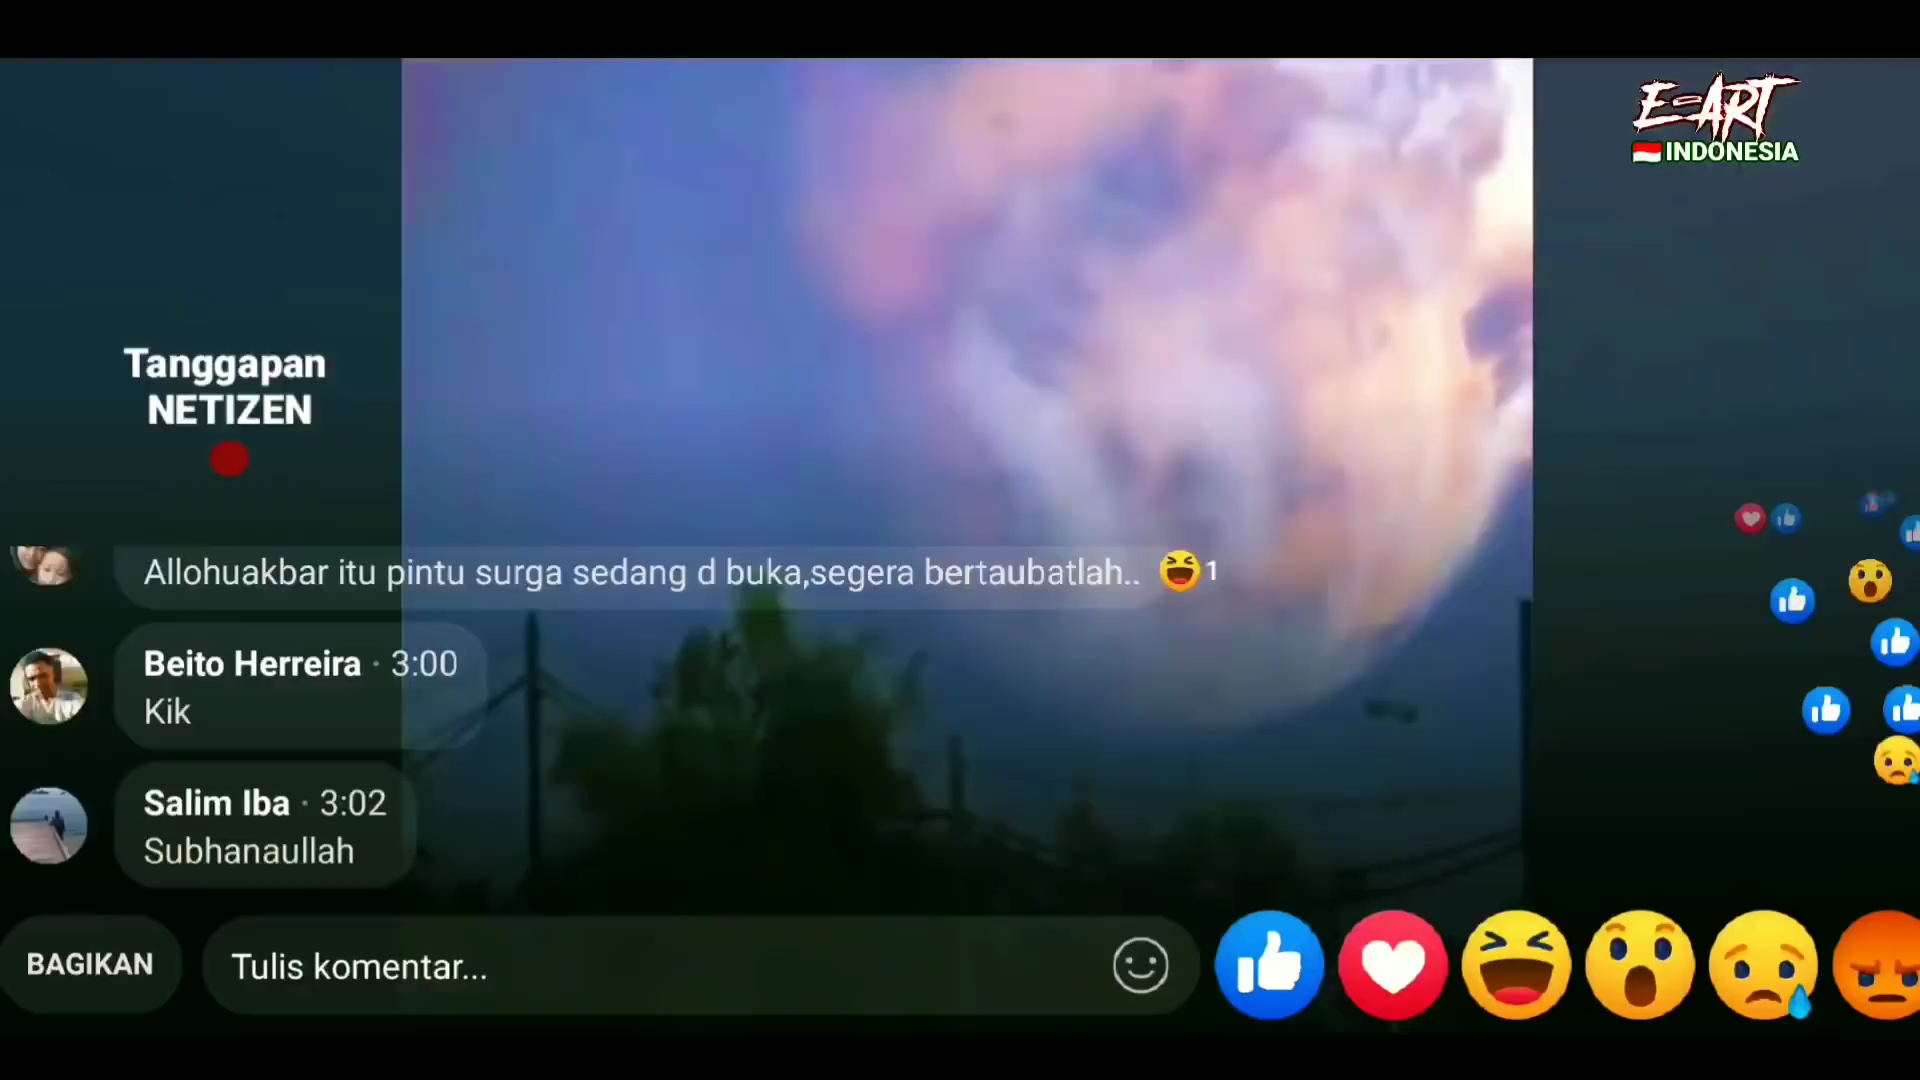 E=ART
INDONESIA
Tanggapan
NETIZEN
Allohuakbar itu pintu surga sedang d buka,segera bertaubatlah.. 1
Beito Herreira · 3:00
Kik
Salim Iba · 3:02
Subhanaullah
BAGIKAN
Tulis komentar...